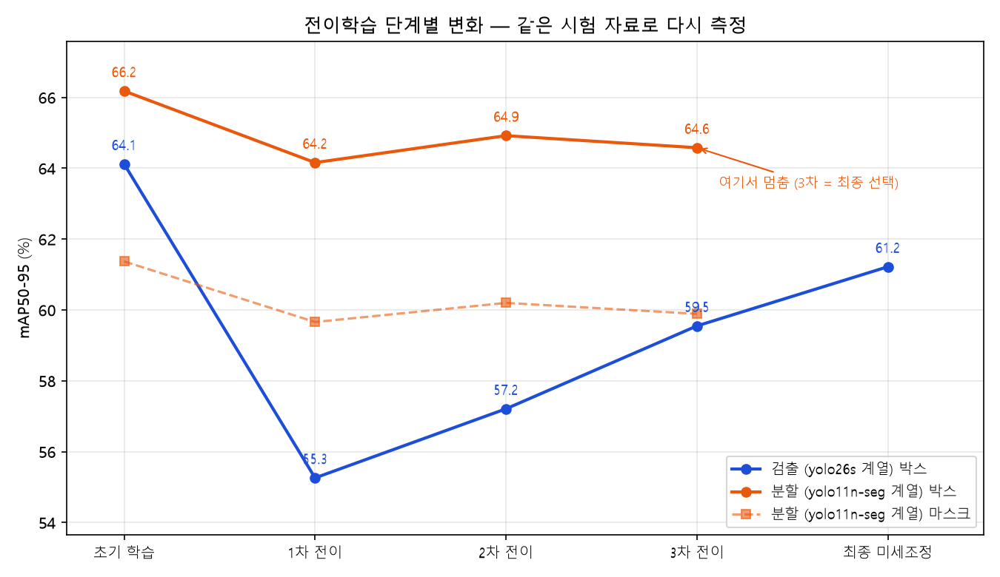 전이학습 단계별 변화 — 같은 시험 자료로 다시 측정
mAP50-95 (%)
66
64
62
60
58
56
54
66.2
64.2
64.9
64.6
64.1
55.3
57.2
59.5
61.2
여기서 멈춤 (3차 = 최종 선택)
검출 (yolo26s 계열) 박스
분할 (yolo11n-seg 계열) 박스
분할 (yolo11n-seg 계열) 마스크
초기 학습
1차 전이
2차 전이
3차 전이
최종 미세조정